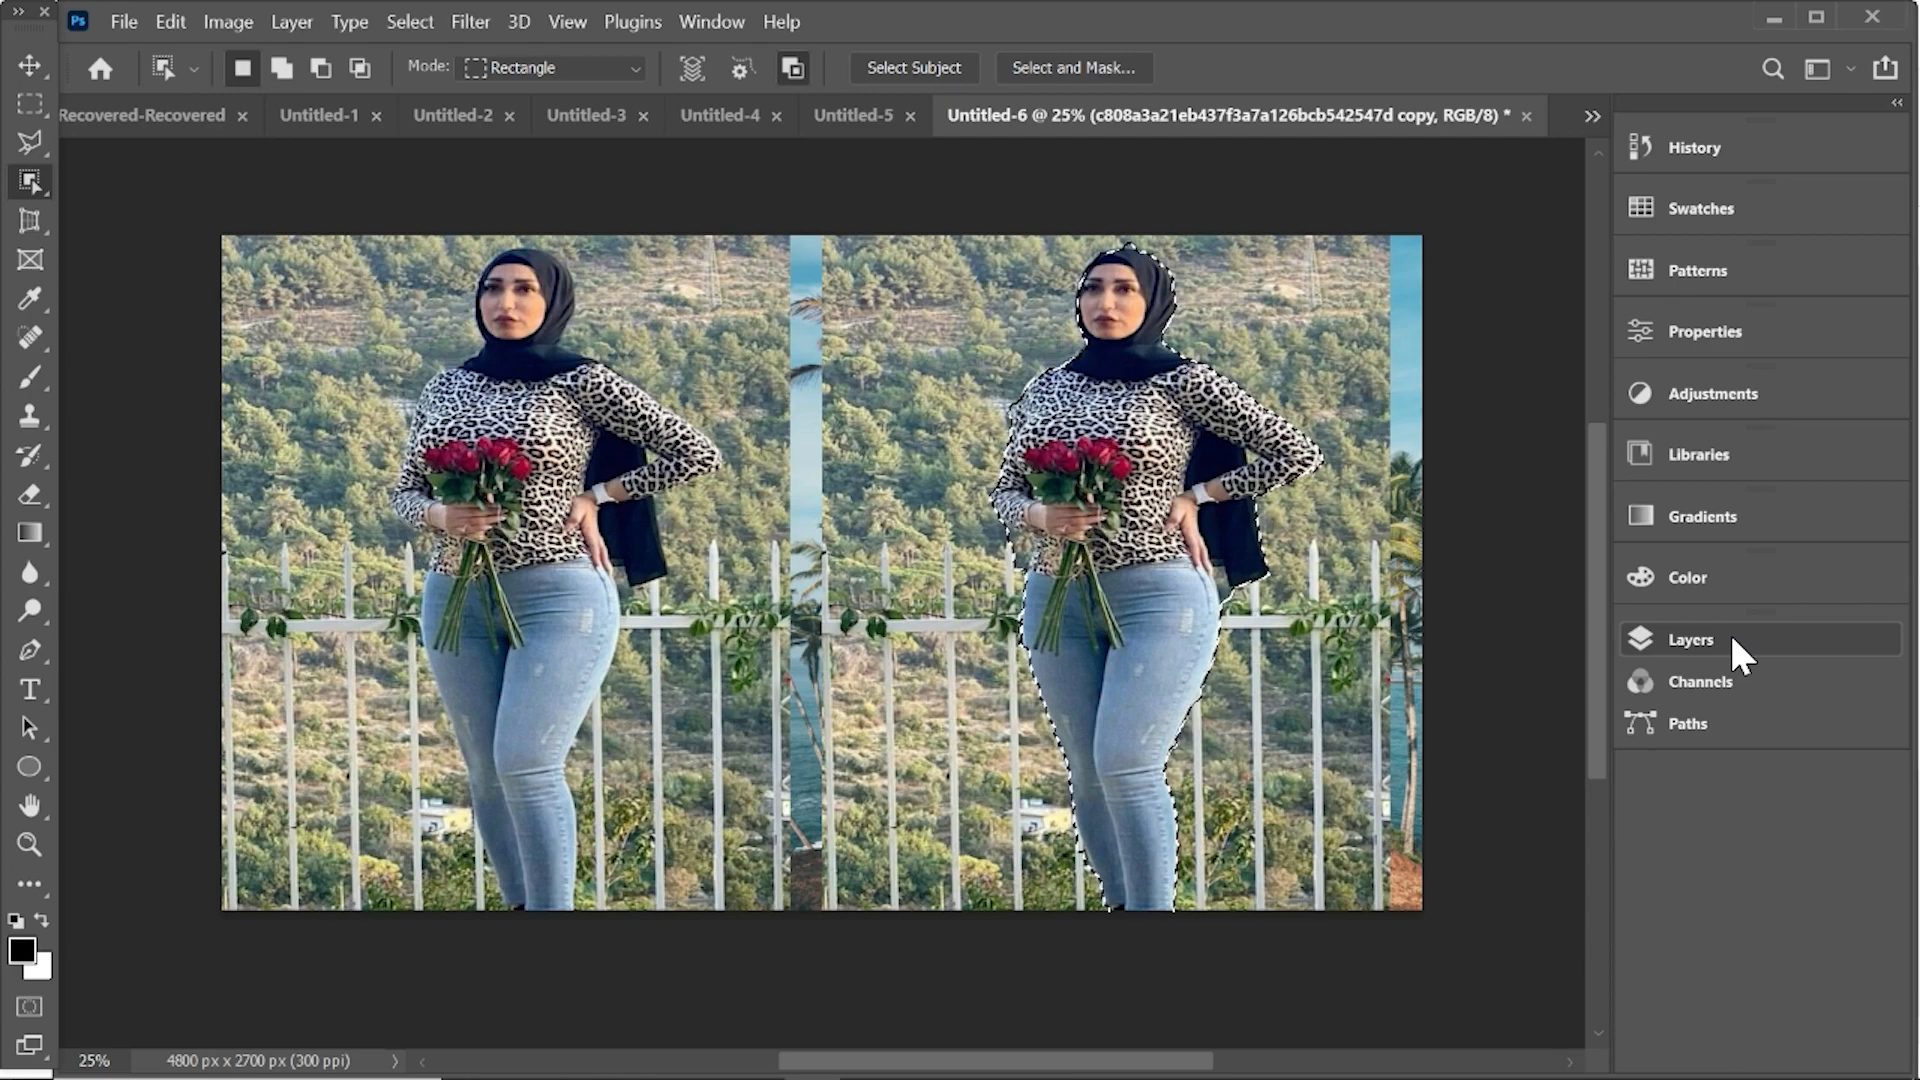 Ps File Edit Image Layer Type Select Filter 3D View Plugins Window Help
Mode: Rectangle Select Subject Select and Mask...
Recovered-Recovered Untitled-1 Untitled-2 Untitled-3 Untitled-4 Untitled-5 Untitled-6 @ 25% (c808a3a21eb437f3a7a126bcb542547d copy, RGB/8) *
History
Swatches
Patterns
Properties
Adjustments
Libraries
Gradients
Color
Layers
Channels
Paths
25% 4800 px x 2700 px (300 ppi)